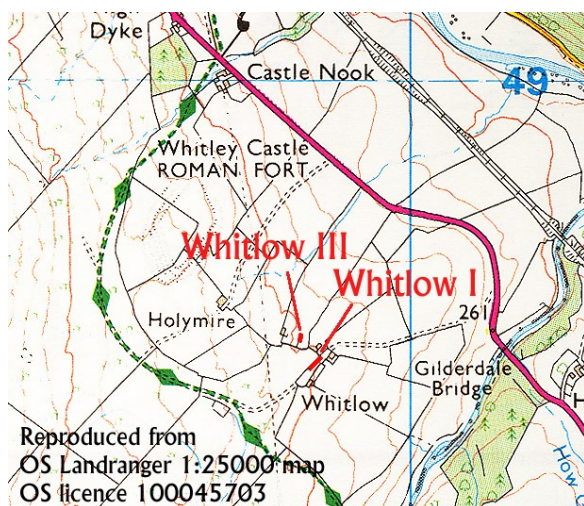 Dyke
Castle Nook
49
Whitley Castle
ROMAN FORT
Whitlow III
Whitlow I
Holymire
261
Gilderdale
Bridge
Whitlow
Reproduced from
OS Landranger 1:25000 map
OS licence 100045703
How